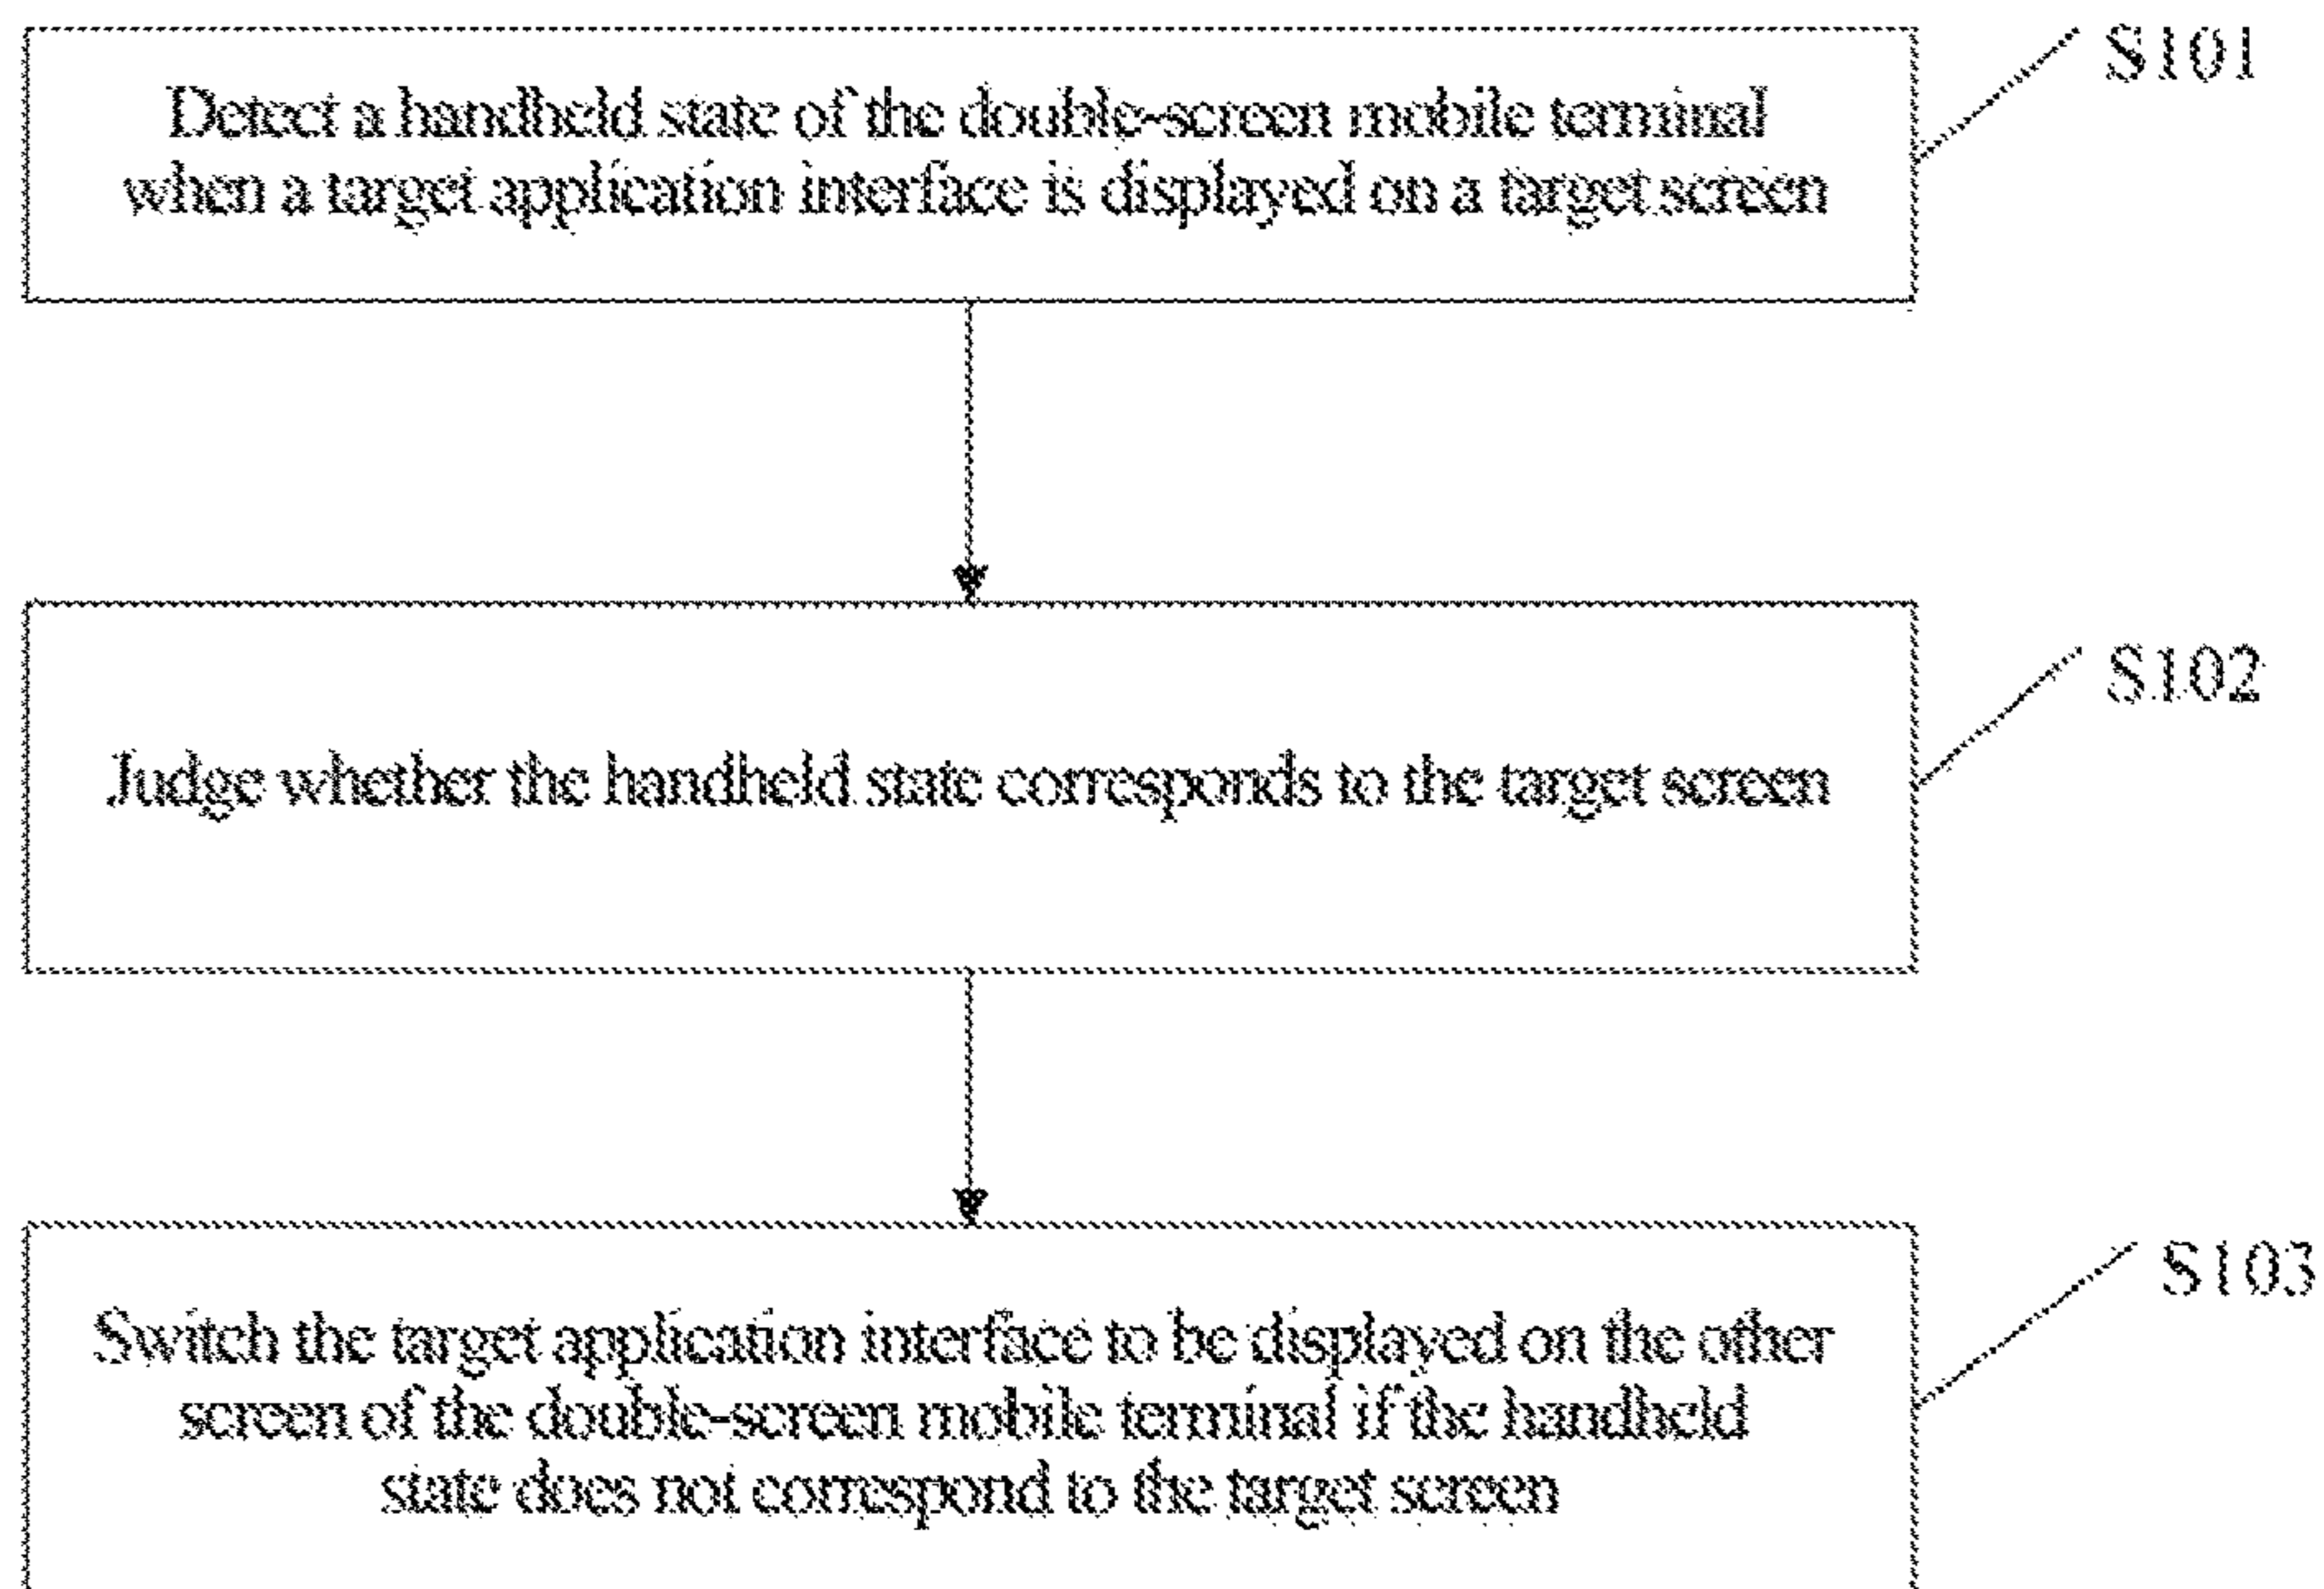 S101
Detect a handheld state of the double-screen mobile terminal
when a target application interface is displayed on a target screen
S102
Judge whether the handheld state corresponds to the target screen
S103
Switch the target application interface to be displayed on the other
screen of the double-screen mobile terminal if the handheld
state does not correspond to the target screen